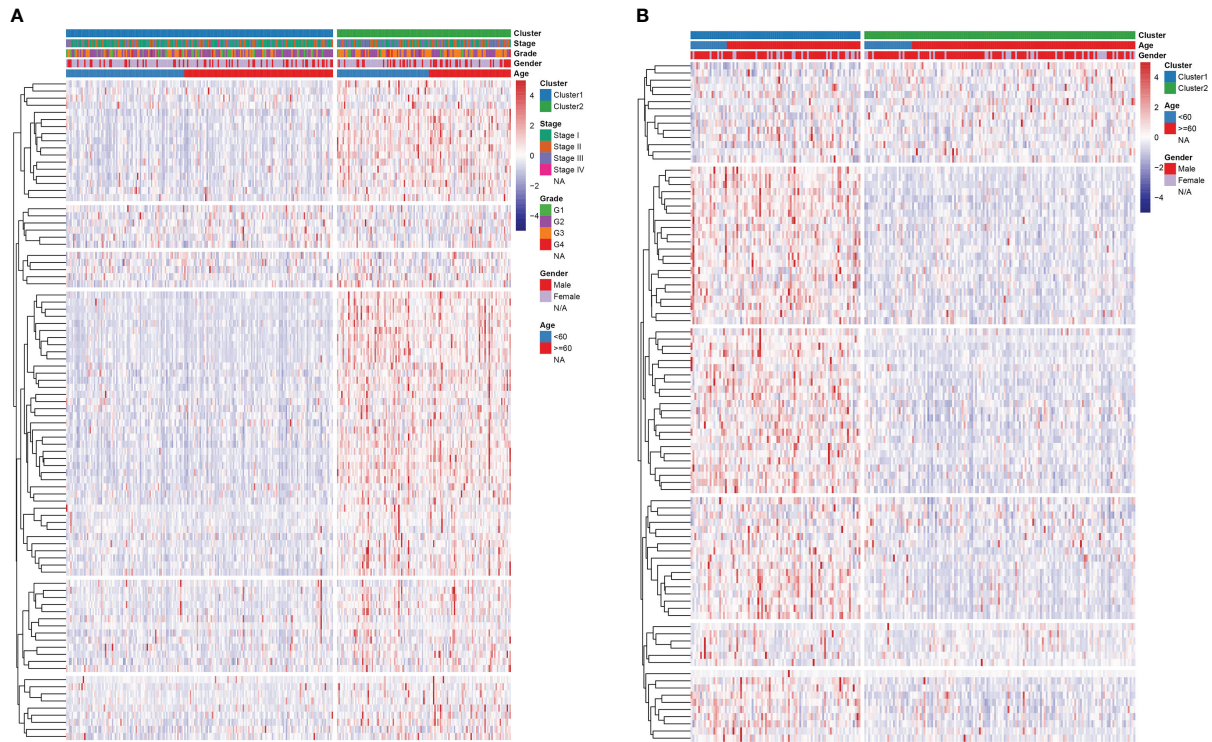 A
Cluster
Stage
Grade
Gender
Age
4
2
0
−2
−4
Cluster
Cluster1
Cluster2
Stage
Stage I
Stage II
Stage III
Stage IV
NA
Grade
G1
G2
G3
G4
NA
Gender
Male
Female
N/A
Age
<60
>=60
NA
B
Cluster
Age
Gender
4
2
0
−2
−4
Cluster
Cluster1
Cluster2
Age
<60
>=60
NA
Gender
Male
Female
N/A